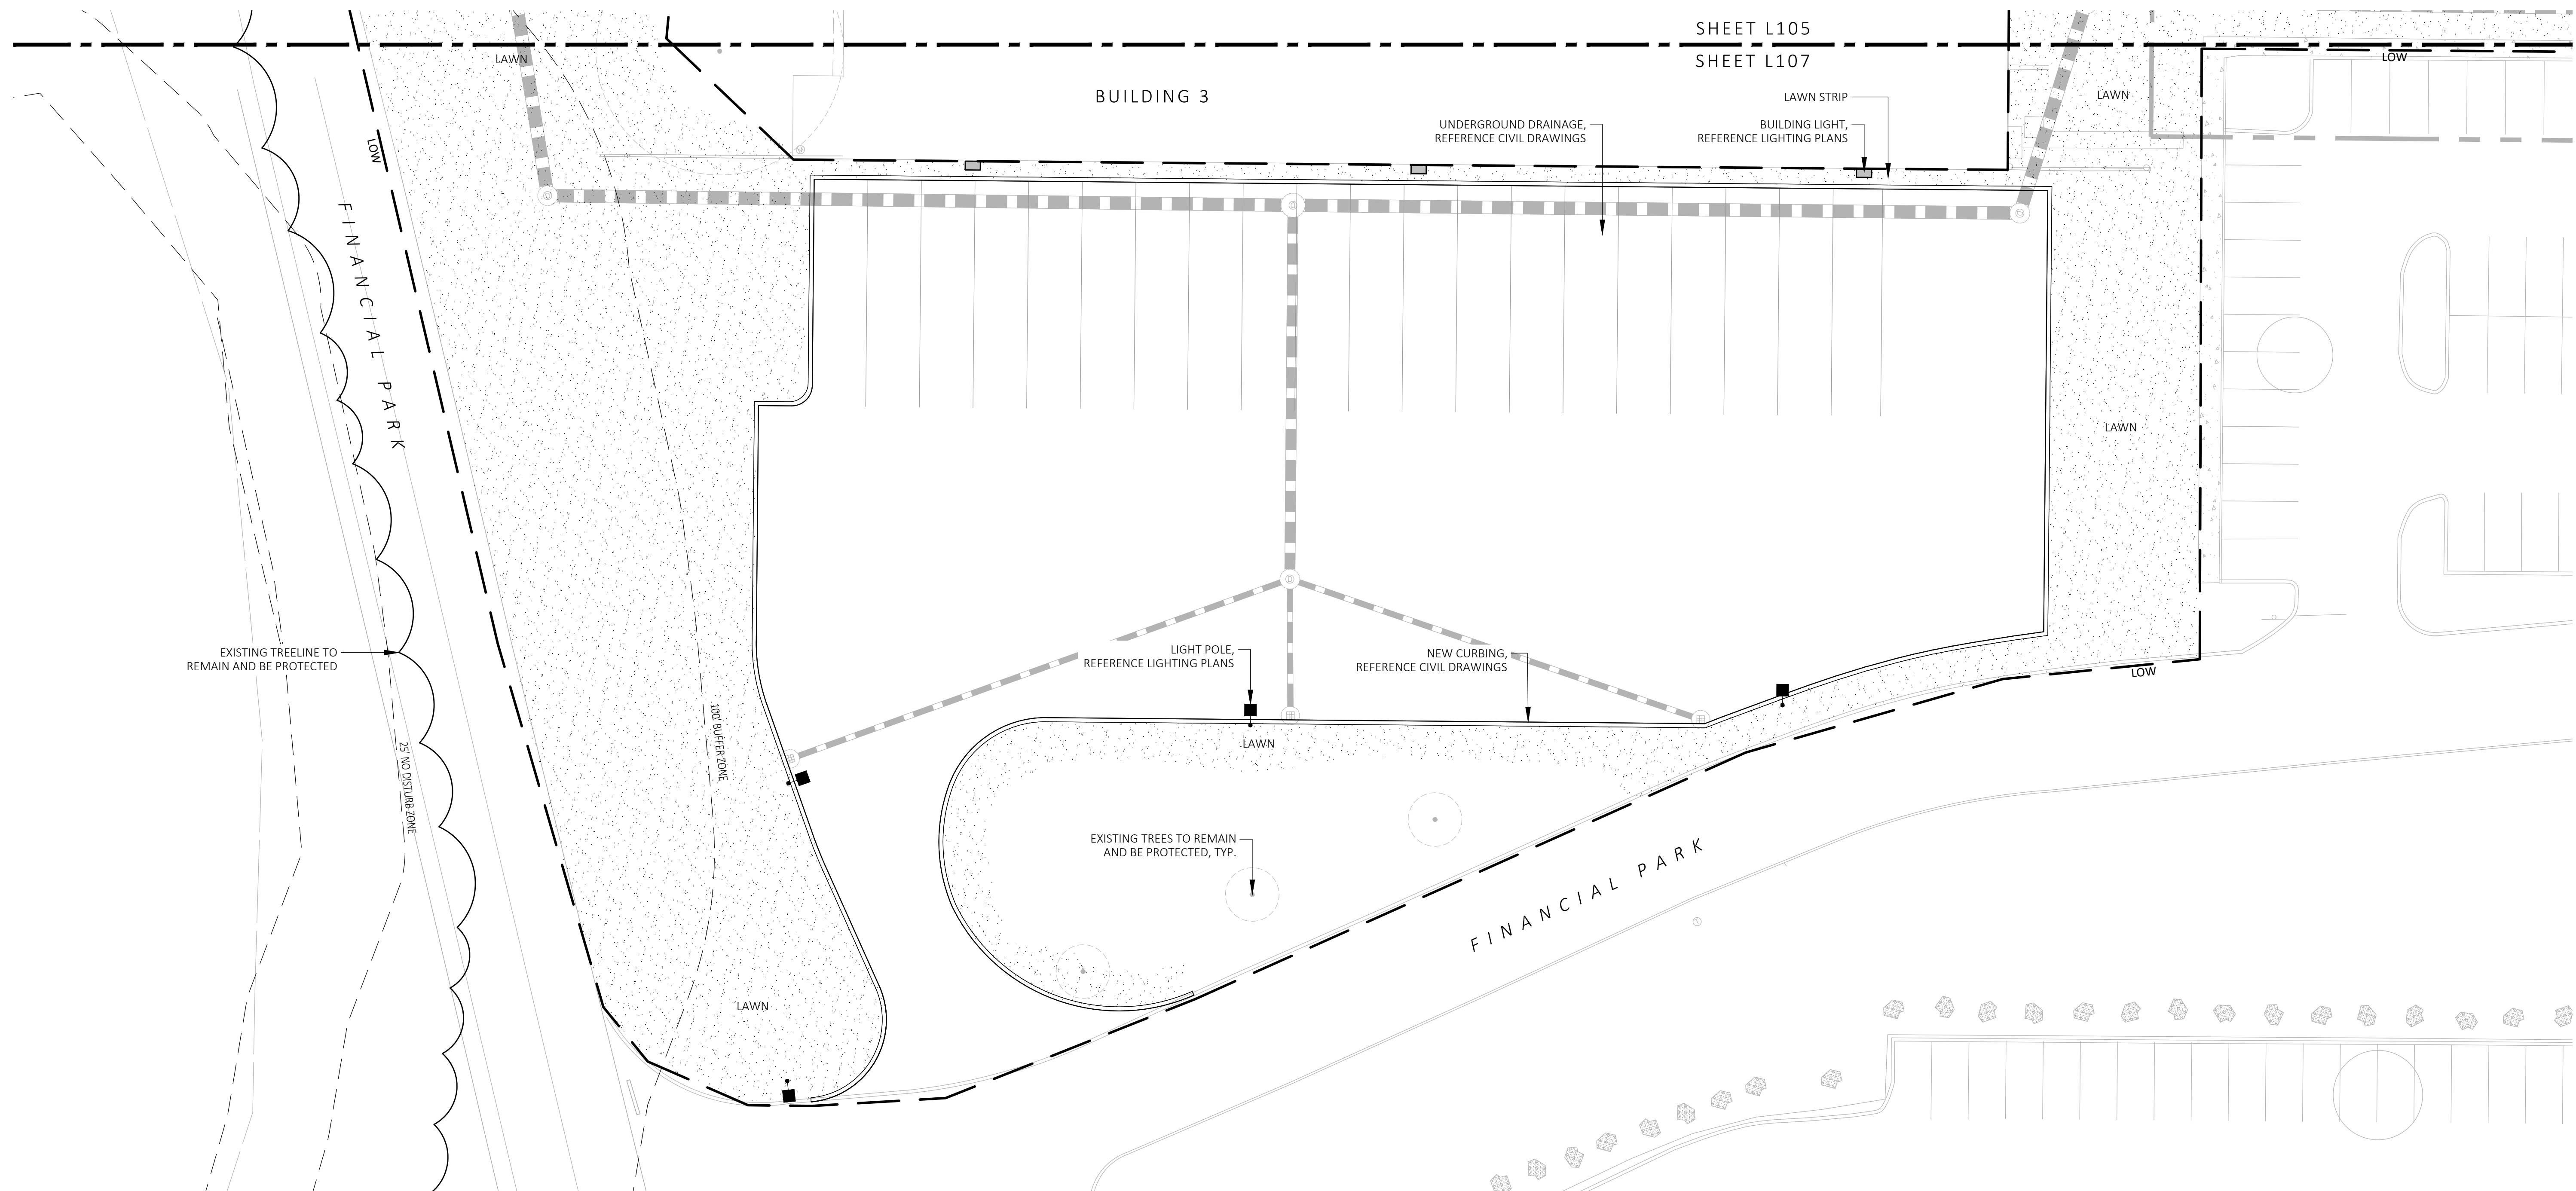 SHEET L105
SHEET L107
LAWN
LOW
BUILDING 3
LAWN STRIP
LAWN
UNDERGROUND DRAINAGE,
REFERENCE CIVIL DRAWINGS
BUILDING LIGHT,
REFERENCE LIGHTING PLANS
LOW
FINANCIAL PARK
LAWN
EXISTING TREELINE TO
REMAIN AND BE PROTECTED
LIGHT POLE,
REFERENCE LIGHTING PLANS
NEW CURBING,
REFERENCE CIVIL DRAWINGS
LOW
100' BUFFER ZONE
25' NO DISTURB ZONE
LAWN
EXISTING TREES TO REMAIN
AND BE PROTECTED, TYP.
FINANCIAL PARK
LAWN